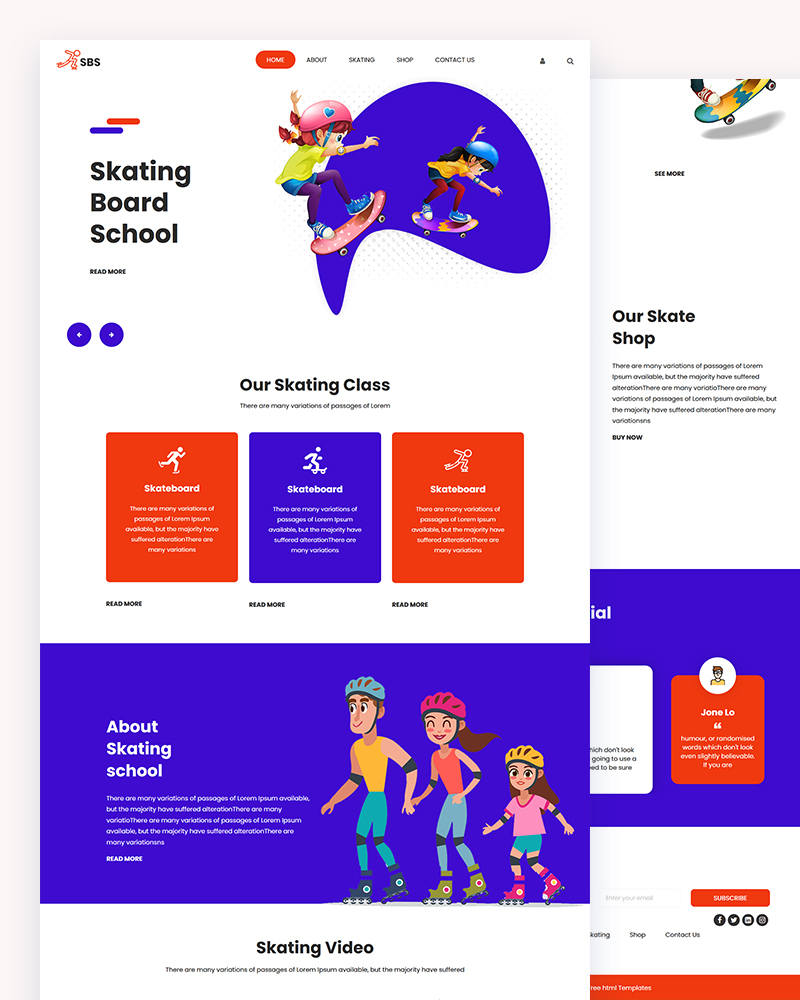 SBS
HOME
ABOUT
SKATING
SHOP
CONTACT US
Skating
Board
School
READ MORE
Our Skating Class
There are many variations of passages of Lorem
Skateboard
There are many variations of
passages of Lorem Ipsum
available, but the majority have
suffered alterationThere are
many variations
READ MORE
Skateboard
There are many variations of
passages of Lorem Ipsum
available, but the majority have
suffered alterationThere are
many variations
READ MORE
Skateboard
There are many variations of
passages of Lorem Ipsum
available, but the majority have
suffered alterationThere are
many variations
READ MORE
About
Skating
school
There are many variations of passages of Lorem Ipsum available,
but the majority have suffered alterationThere are many
variatioThere are many variations of passages of Lorem Ipsum
available, but the majority have suffered alterationThere are
many variationsns
READ MORE
Skating Video
There are many variations of passages of Lorem Ipsum available, but the majority have suffered
SEE MORE
Our Skate
Shop
There are many variations of passages of Lorem
Ipsum available, but the majority have suffered
alterationThere are many variatioThere are many
variations of passages of Lorem Ipsum available, but
the majority have suffered alterationThere are many
variationsns
BUY NOW
ial
hich don't look
going to use a
ed to be sure
Jone Lo
“
humour, or randomised
words which don't look
even slightly believable.
If you are
Enter your email
SUBSCRIBE
kating
Shop
Contact Us
ree html Templates